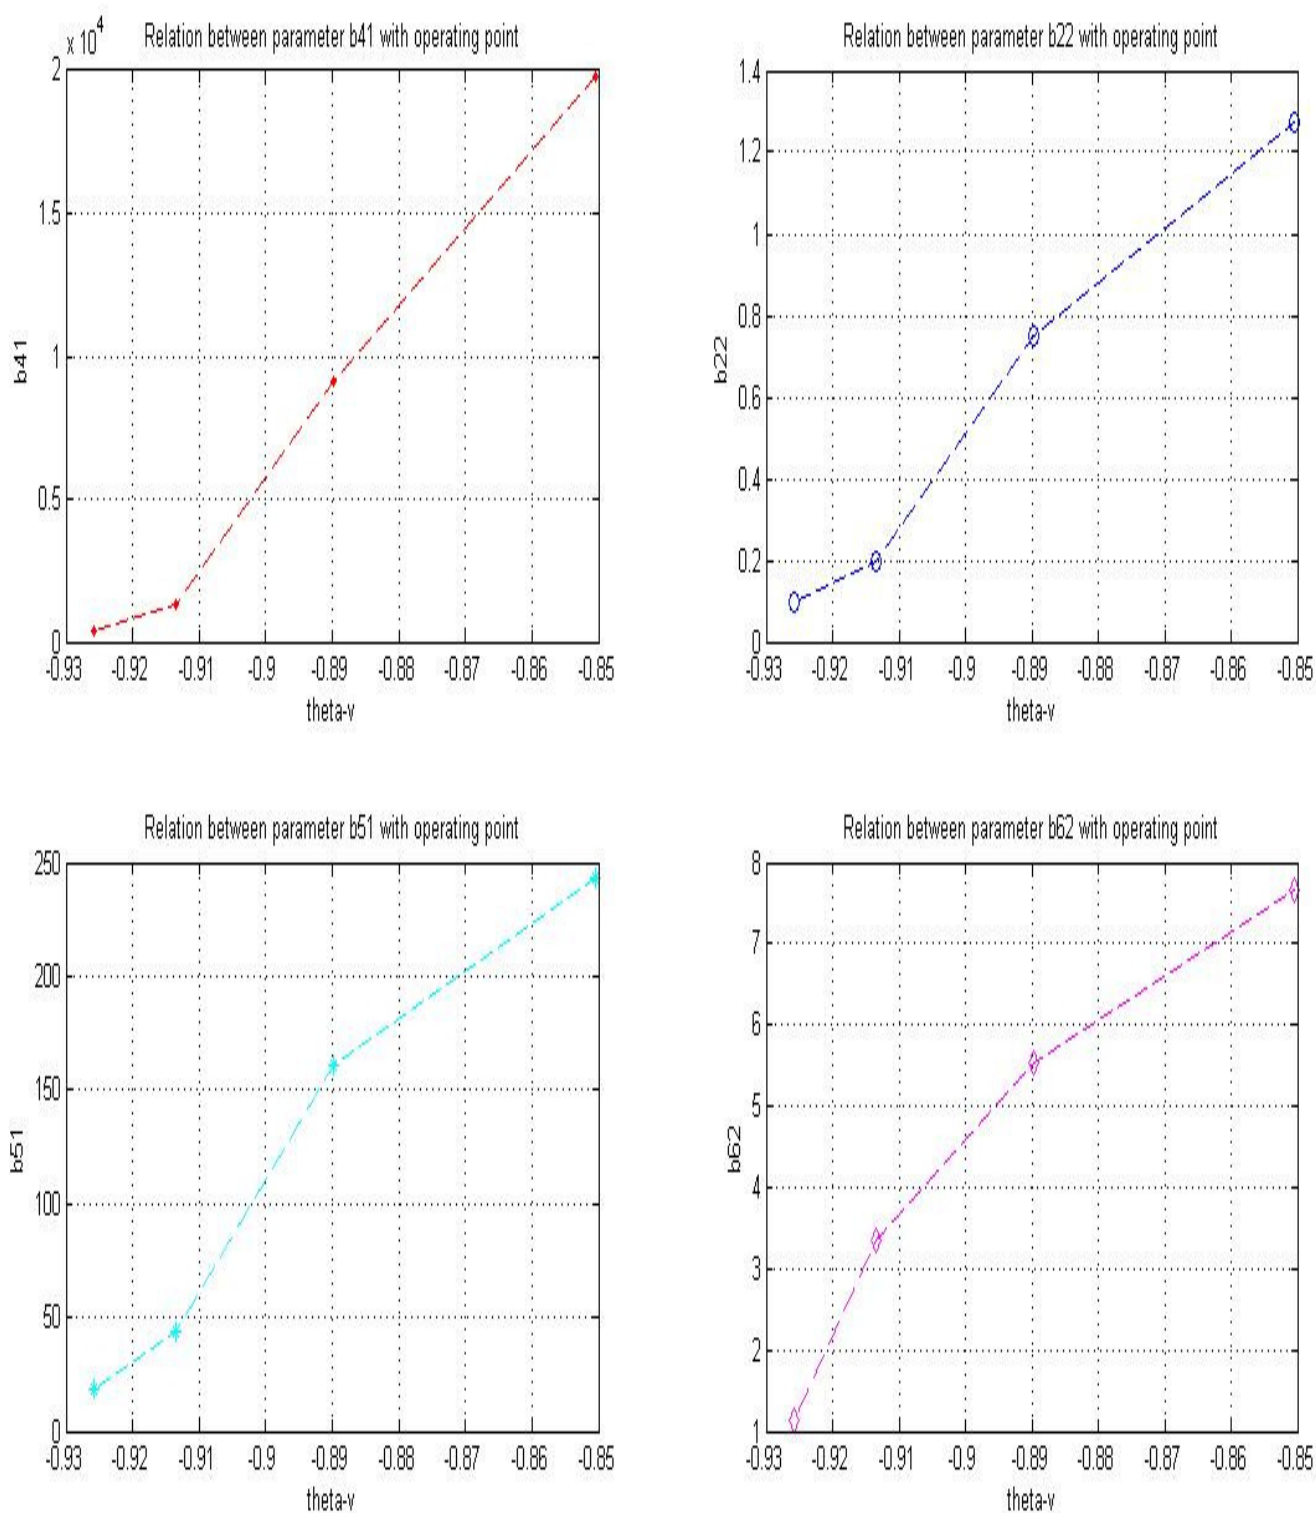 x 10^4
Relation between parameter b41 with operating point
2
1.5
1
0.5
0
b41
-0.93 -0.92 -0.91 -0.9 -0.89 -0.88 -0.87 -0.86 -0.85
theta-v
Relation between parameter b22 with operating point
1.4
1.2
1
0.8
0.6
0.4
0.2
0
b22
-0.93 -0.92 -0.91 -0.9 -0.89 -0.88 -0.87 -0.86 -0.85
theta-v
Relation between parameter b51 with operating point
250
200
150
100
50
0
b51
-0.93 -0.92 -0.91 -0.9 -0.89 -0.88 -0.87 -0.86 -0.85
theta-v
Relation between parameter b62 with operating point
8
7
6
5
4
3
2
1
b62
-0.93 -0.92 -0.91 -0.9 -0.89 -0.88 -0.87 -0.86 -0.85
theta-v